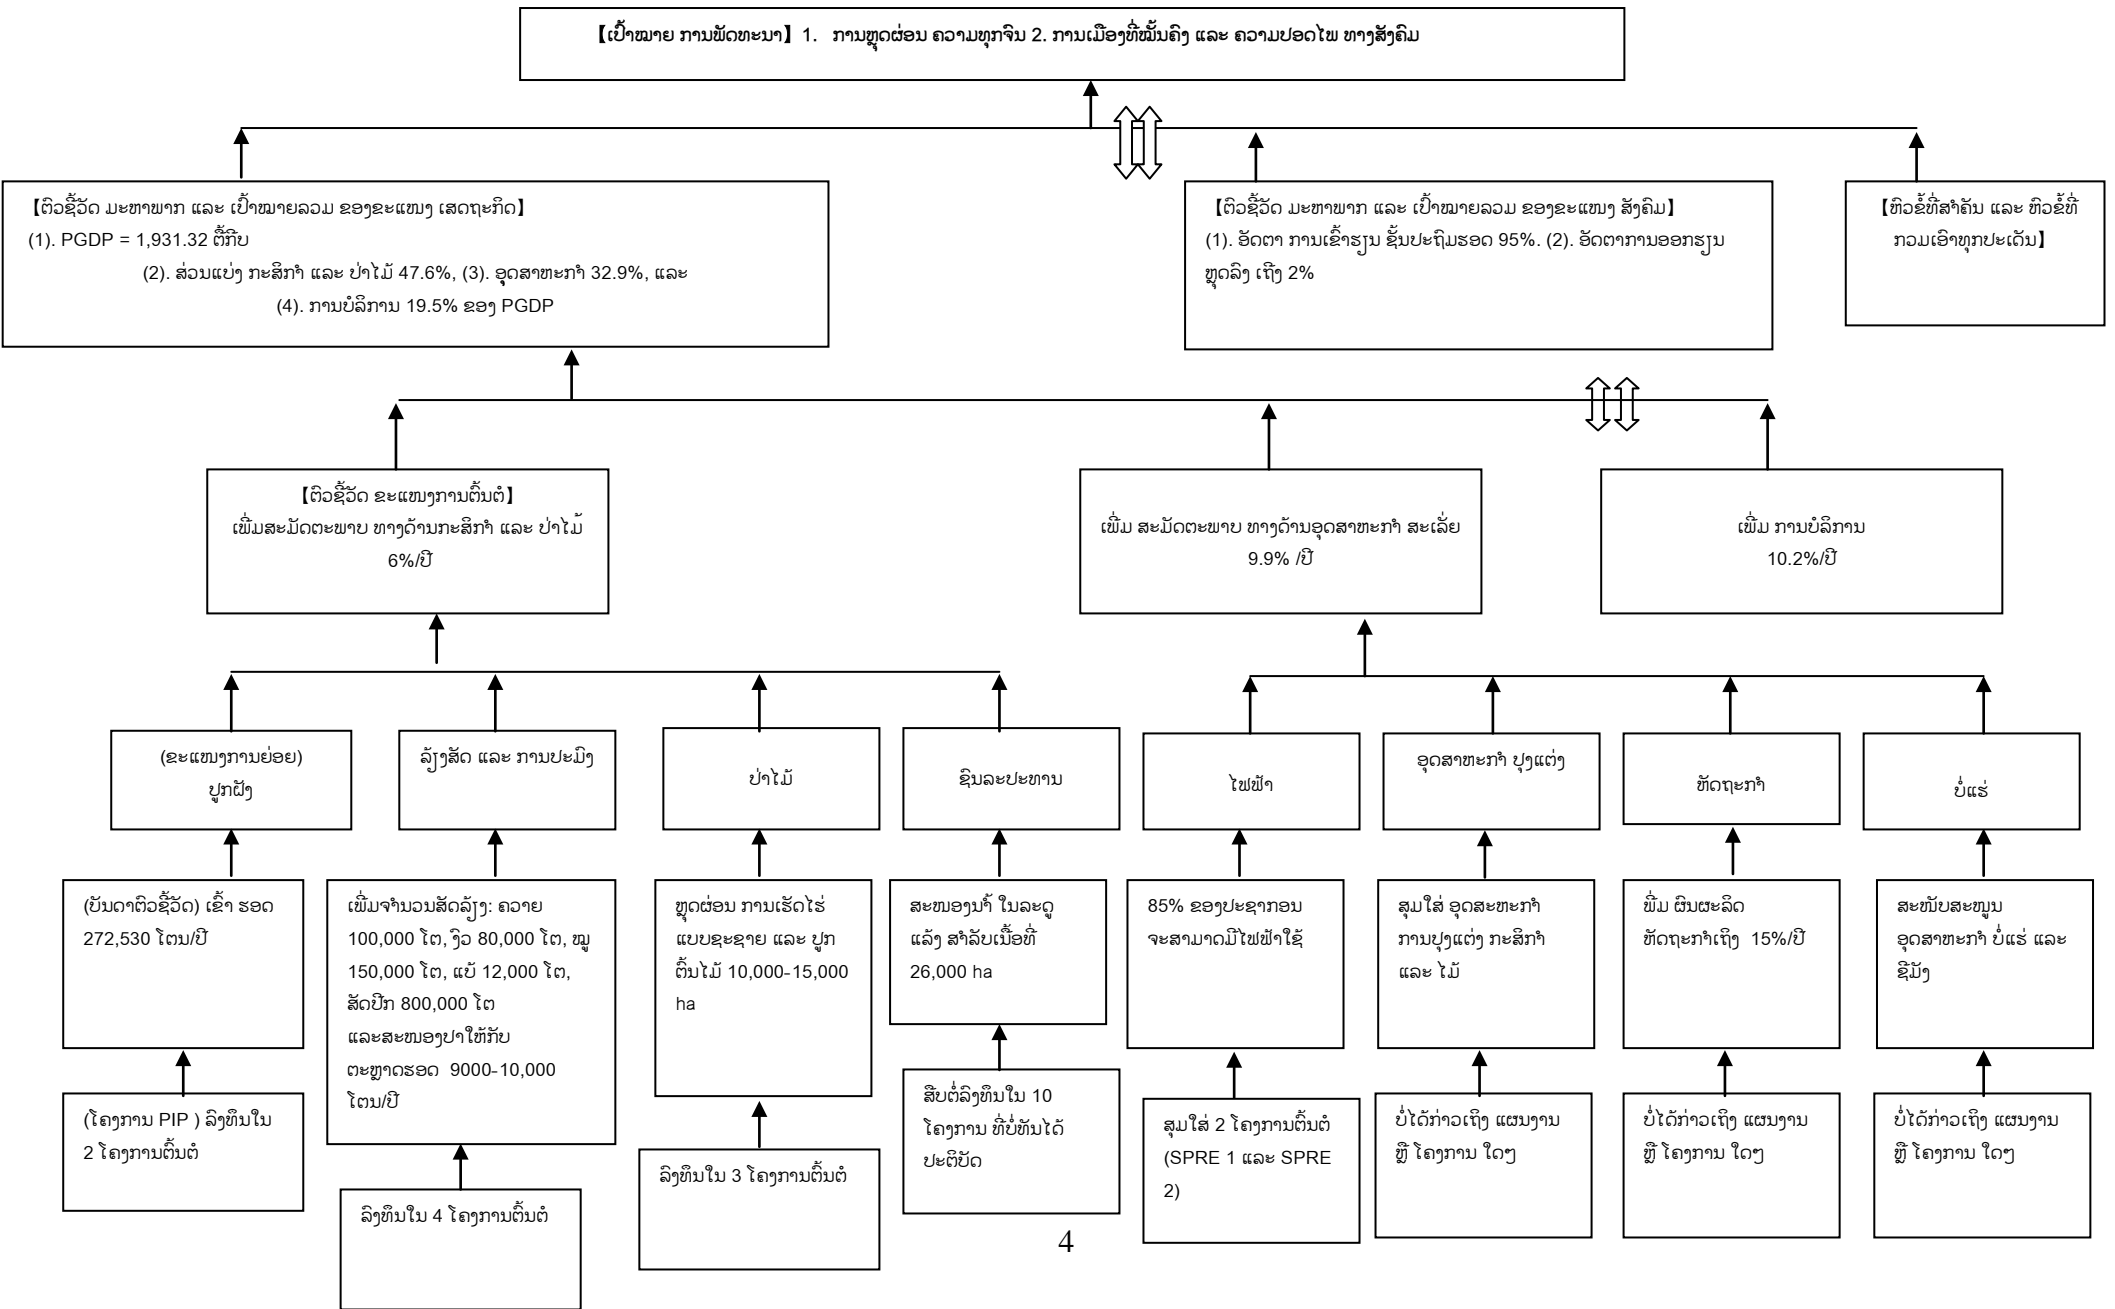 【ເປົ້າໝາຍ ການພັດທະນາ】1. ການຫຼຸດຜ່ອນ ຄວາມທຸກຈົນ 2. ການເມືອງທີ່ໝັ້ນຄົງ ແລະ ຄວາມປອດໄພ ທາງສັງຄົມ
【ຕົວຊີ້ວັດ ມະຫາພາກ ແລະ ເປົ້າໝາຍລວມ ຂອງຂະແໜງ ເສດຖະກິດ】
(1). PGDP = 1,931.32 ຕື້ກີບ
(2). ສ່ວນແບ່ງ ກະສິກຳ ແລະ ປ່າໄມ້ 47.6%, (3). ອຸດສາຫະກຳ 32.9%, ແລະ
(4). ການບໍລິການ 19.5% ຂອງ PGDP
【ຕົວຊີ້ວັດ ມະຫາພາກ ແລະ ເປົ້າໝາຍລວມ ຂອງຂະແໜງ ສັງຄົມ】
(1). ອັດຕາ ການເຂົ້າຮຽນ ຊັ້ນປະຖົມຮອດ 95%. (2). ອັດຕາການອອກຮຽນ
ຫຼຸດລົງ ເຖິງ 2%
【ຫົວຂໍ້ທີ່ສຳຄັນ ແລະ ຫົວຂໍ້ທີ່
ກວມເອົາທຸກປະເດັນ】
【ຕົວຊີ້ວັດ ຂະແໜງການຕົ້ນຕໍ】
ເພີ່ມສະມັດຕະພາບ ທາງດ້ານກະສິກຳ ແລະ ປ່າໄມ້
6%/ປີ
ເພີ່ມ ສະມັດຕະພາບ ທາງດ້ານອຸດສາຫະກຳ ສະເລັ່ຍ
9.9% /ປີ
ເພີ່ມ ການບໍລິການ
10.2%/ປີ
(ຂະແໜງການຍ່ອຍ)
ປູກຝັງ
ລ້ຽງສັດ ແລະ ການປະມົງ
ປ່າໄມ້
ຊົນລະປະທານ
ໄຟຟ້າ
ອຸດສາຫະກຳ ປຸງແຕ່ງ
ຫັດຖະກຳ
ບໍ່ແຮ່
(ບັນດາຕົວຊີ້ວັດ) ເຂົ້າ ຮອດ
272,530 ໂຕນ/ປີ
ເພີ່ມຈຳນວນສັດລ້ຽງ: ຄວາຍ
100,000 ໂຕ, ງົວ 80,000 ໂຕ, ໝູ
150,000 ໂຕ, ແບ້ 12,000 ໂຕ,
ສັດປີກ 800,000 ໂຕ
ແລະສະໜອງປາໃຫ້ກັບ
ຕະຫຼາດຮອດ 9000-10,000
ໂຕນ/ປີ
ຫຼຸດຜ່ອນ ການເຮັດໄຮ່
ແບບຊະຊາຍ ແລະ ປູກ
ຕົ້ນໄມ້ 10,000-15,000
ha
ສະໜອງນ້ຳ ໃນລະດູ
ແລ້ງ ສຳລັບເນື້ອທີ່
26,000 ha
85% ຂອງປະຊາກອນ
ຈະສາມາດມີໄຟຟ້າໃຊ້
ສຸມໃສ່ ອຸດສະຫະກຳ
ການປຸງແຕ່ງ ກະສິກຳ
ແລະ ໄມ້
ພີ່ມ ຜົນຜະລິດ
ຫັດຖະກຳເຖິງ 15%/ປີ
ສະໜັບສະໜູນ
ອຸດສາຫະກຳ ບໍ່ແຮ່ ແລະ
ຊີມັງ
(ໂຄງການ PIP ) ລົງທຶນໃນ
2 ໂຄງການຕົ້ນຕໍ
ລົງທຶນໃນ 4 ໂຄງການຕົ້ນຕໍ
ລົງທຶນໃນ 3 ໂຄງການຕົ້ນຕໍ
ສືບຕໍ່ລົງທຶນໃນ 10
ໂຄງການ ທີ່ບໍ່ທັນໄດ້
ປະຕິບັດ
ສຸມໃສ່ 2 ໂຄງການຕົ້ນຕໍ
(SPRE 1 ແລະ SPRE
2)
ບໍ່ໄດ້ກ່າວເຖິງ ແຜນງານ
ຫຼື ໂຄງການ ໃດໆ
ບໍ່ໄດ້ກ່າວເຖິງ ແຜນງານ
ຫຼື ໂຄງການ ໃດໆ
ບໍ່ໄດ້ກ່າວເຖິງ ແຜນງານ
ຫຼື ໂຄງການ ໃດໆ
4